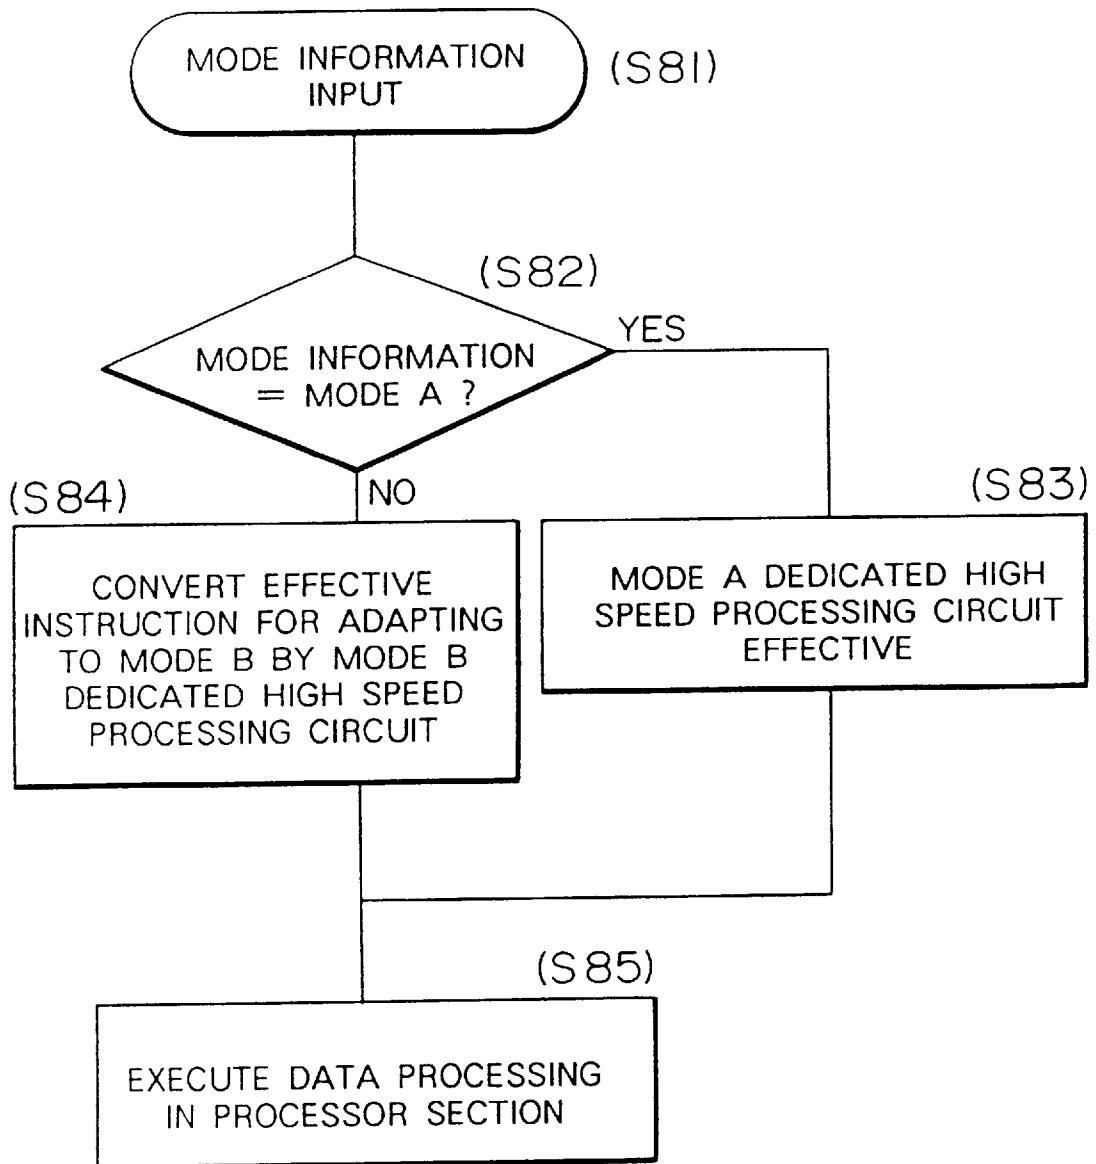 MODE INFORMATION
INPUT
(S81)
(S82)
MODE INFORMATION
= MODE A ?
YES
NO
(S84)
CONVERT EFFECTIVE
INSTRUCTION FOR ADAPTING
TO MODE B BY MODE B
DEDICATED HIGH SPEED
PROCESSING CIRCUIT
(S83)
MODE A DEDICATED HIGH
SPEED PROCESSING CIRCUIT
EFFECTIVE
(S85)
EXECUTE DATA PROCESSING
IN PROCESSOR SECTION